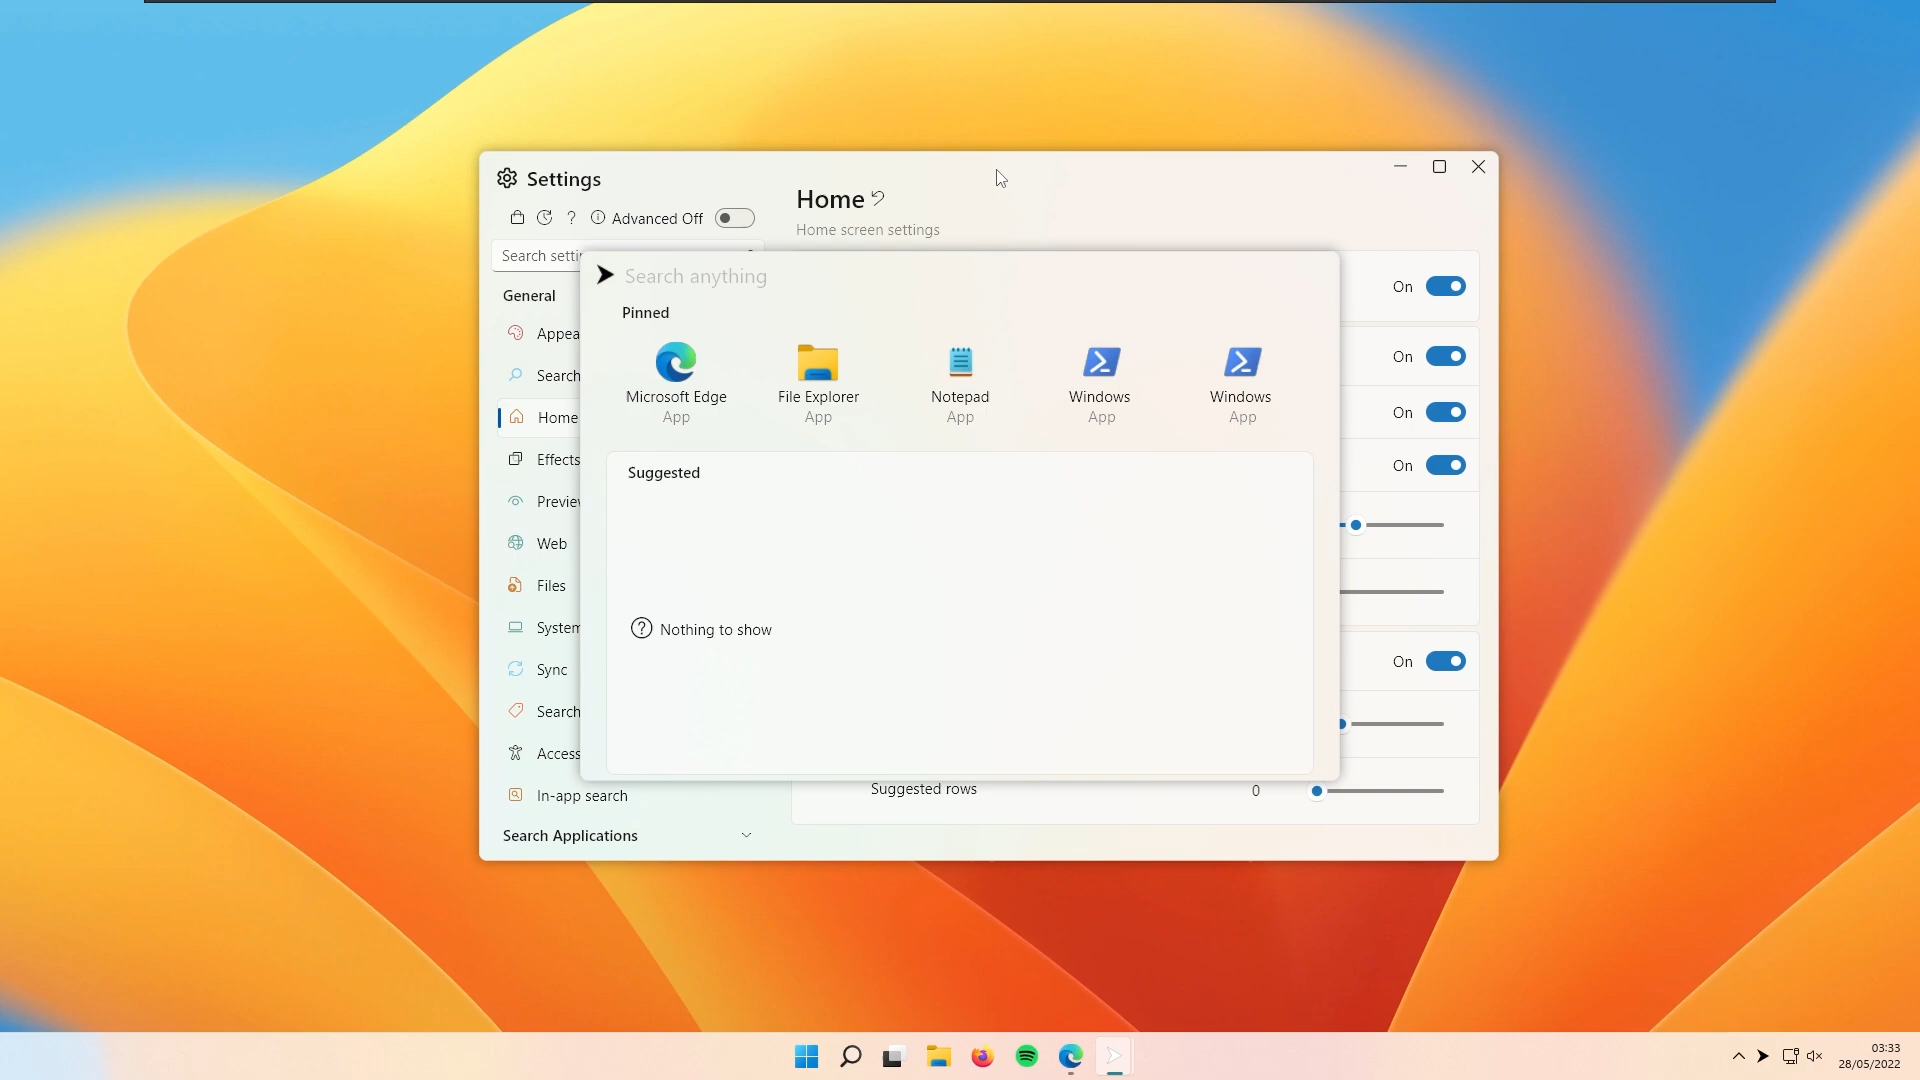 Settings
Advanced Off
Home
Home screen settings
Search setti
General
Appea
Search
Home
Effects
Preview
Web
Files
System
Sync
Search
Access
In-app search
Search Applications
Search anything
Pinned
Microsoft Edge
App
File Explorer
App
Notepad
App
Windows
App
Windows
App
Suggested
Nothing to show
On
On
On
On
On
Suggested rows 0
03:33
28/05/2022